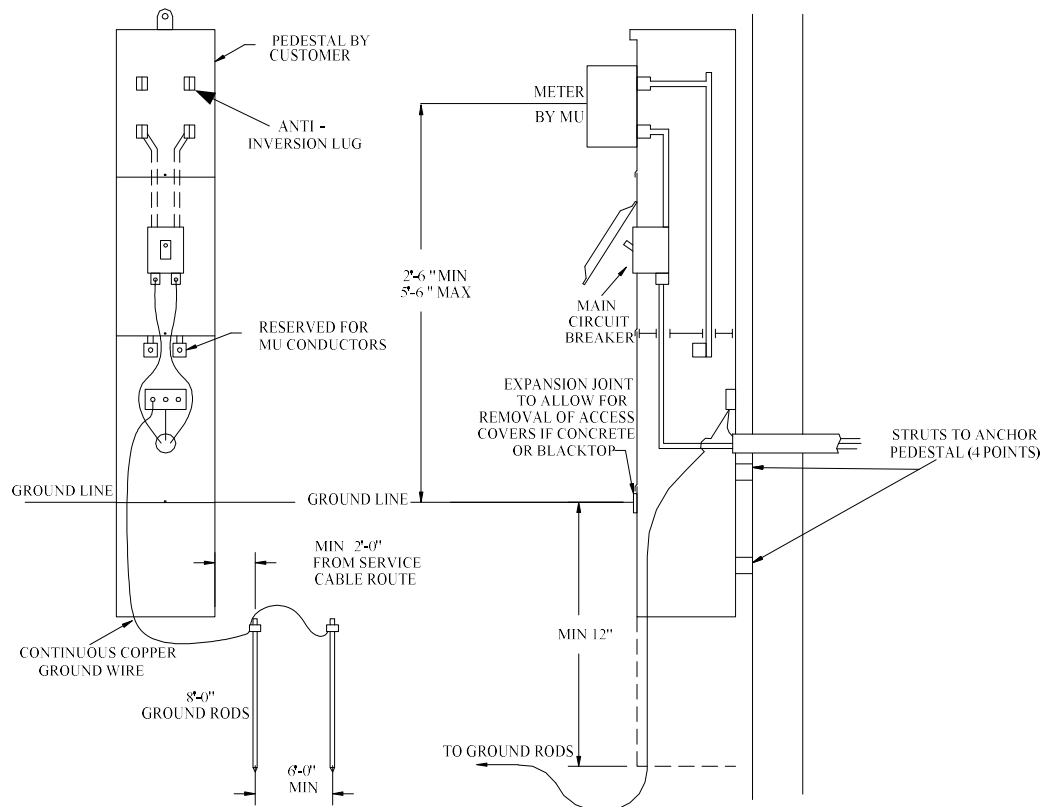 PEDESTAL BY
CUSTOMER
ANTI -
INVERSION LUG
METER
BY MU
2'-6" MIN
5'-6" MAX
MAIN
CIRCUIT
BREAKER
RESERVED FOR
MU CONDUCTORS
EXPANSION JOINT
TO ALLOW FOR
REMOVAL OF ACCESS
COVERS IF CONCRETE
OR BLACKTOP
STRUTS TO ANCHOR
PEDESTAL (4 POINTS)
GROUND LINE
GROUND LINE
MIN 2'-0"
FROM SERVICE
CABLE ROUTE
MIN 12"
CONTINUOUS COPPER
GROUND WIRE
8'-0"
GROUND RODS
TO GROUND RODS
6'-0"
MIN